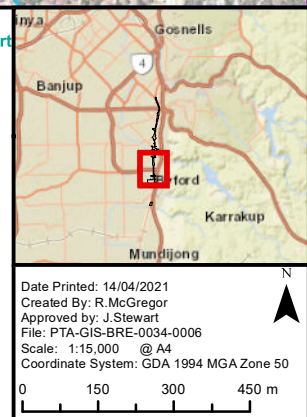 Gosnells
4
Banjup
Byford
Karrakup
Mundijong
N
Date Printed: 14/04/2021
Created By: R.McGregor
Approved by: J.Stewart
File: PTA-GIS-BRE-0034-0006
Scale: 1:15,000 @ A4
Coordinate System: GDA 1994 MGA Zone 50
0 150 300 450 m